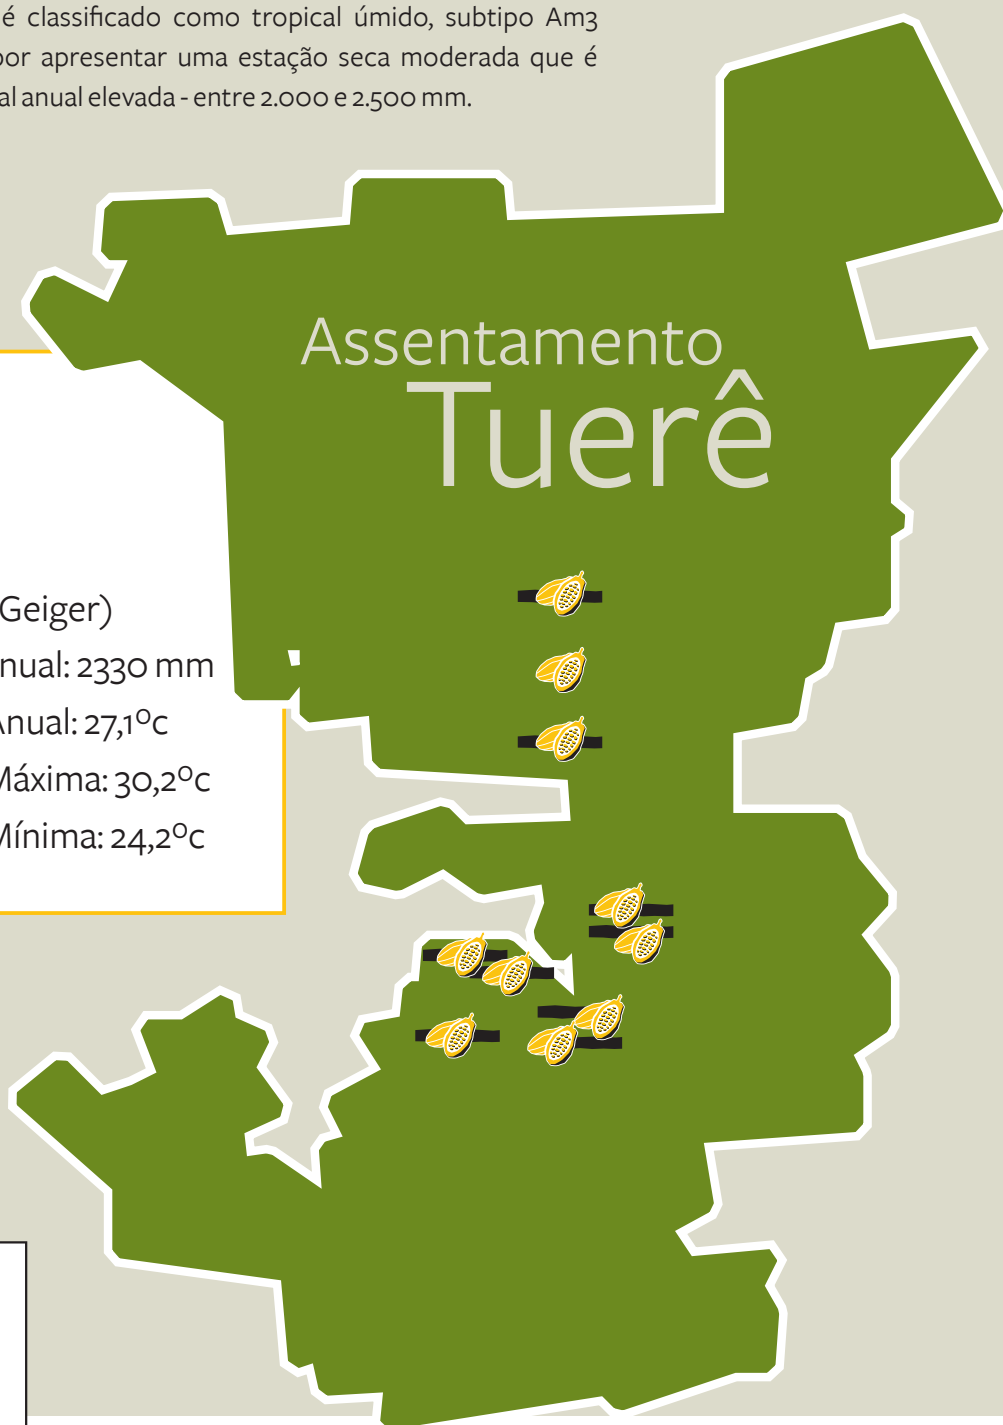 é classificado como tropical úmido, subtipo Am3
por apresentar uma estação seca moderada que é
al anual elevada - entre 2.000 e 2.500 mm.
Assentamento
Tuerê
Geiger)
nual: 2330 mm
Anual: 27,1ºc
Máxima: 30,2ºc
Mínima: 24,2ºc